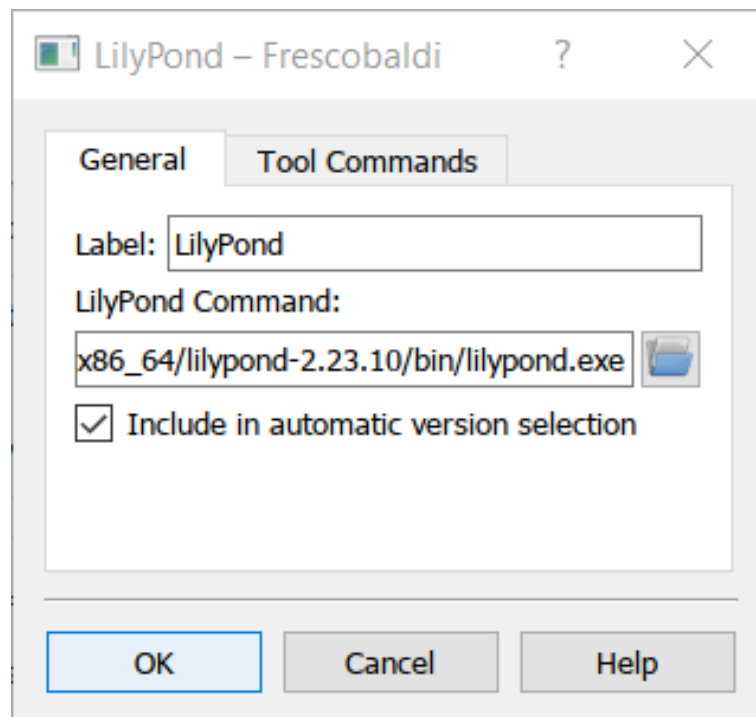 LilyPond – Frescobaldi ?
General Tool Commands
Label: LilyPond
LilyPond Command:
x86_64/lilypond-2.23.10/bin/lilypond.exe
Include in automatic version selection
OK Cancel Help